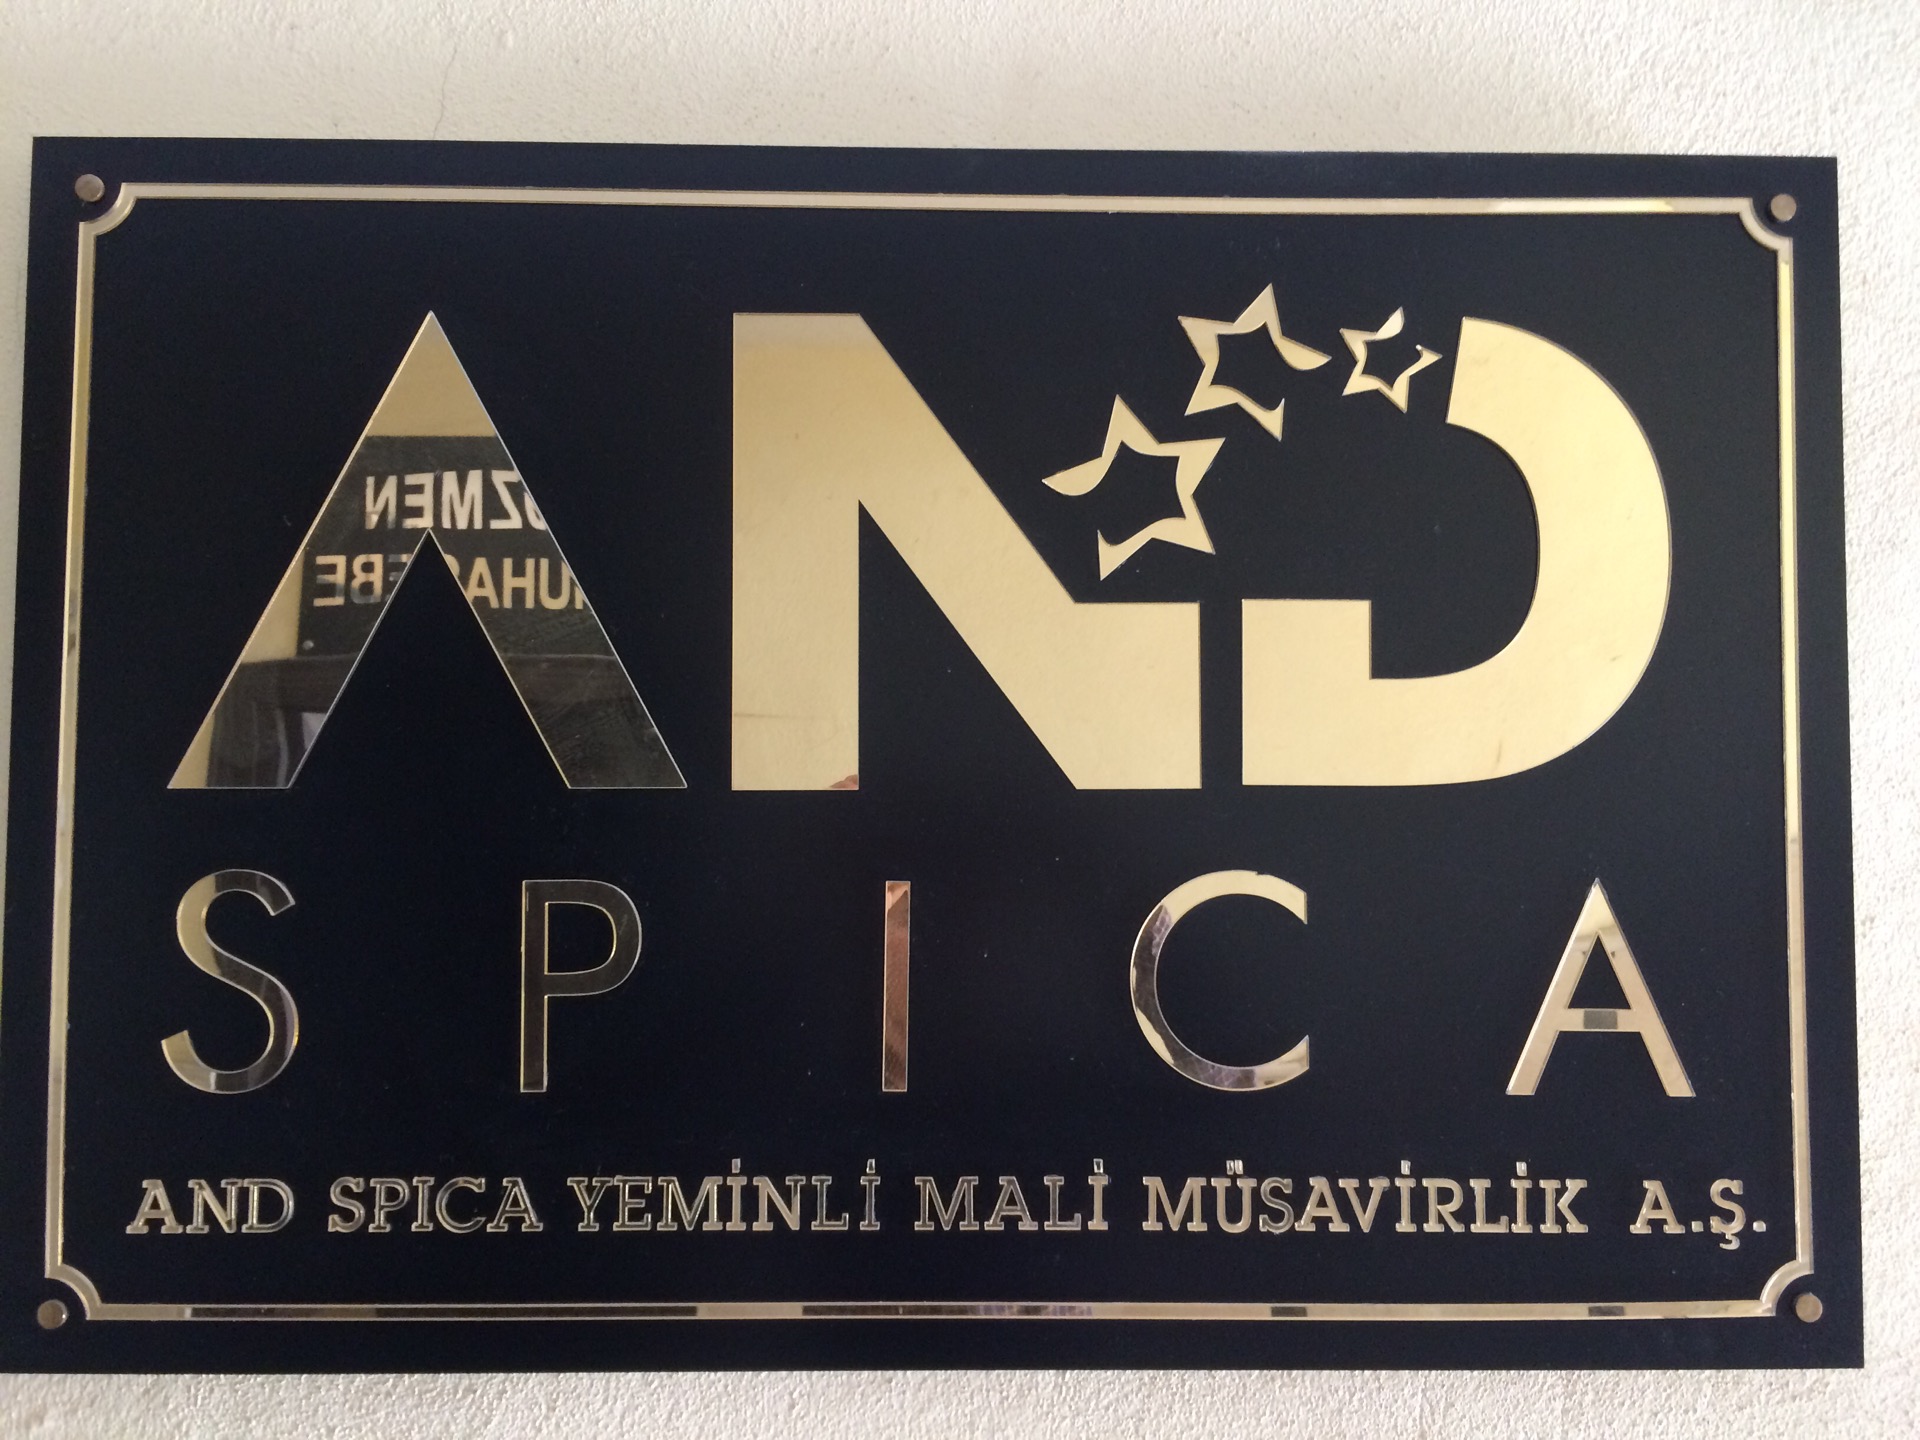 AND
SPICA
AND SPICA YEMİNLİ MALİ MÜSAVİRLİK A.Ş.